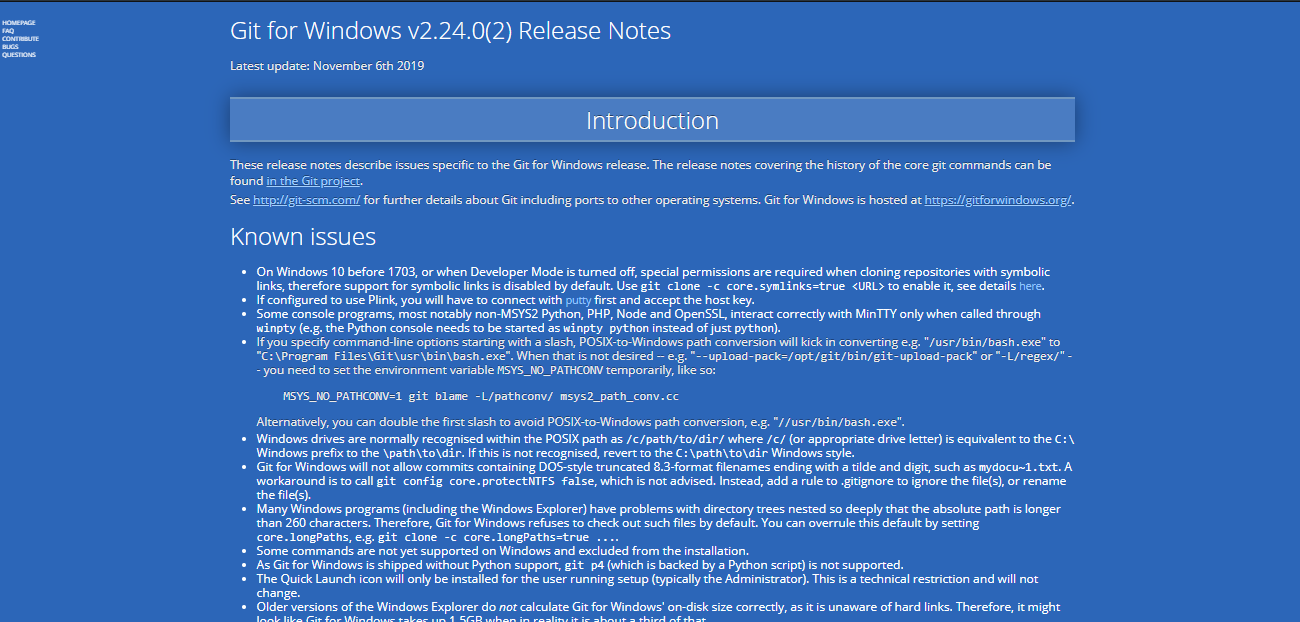 HOMEPAGE
FAQ
CONTRIBUTE
BUGS
QUESTIONS
Git for Windows v2.24.0(2) Release Notes
Latest update: November 6th 2019
Introduction
These release notes describe issues specific to the Git for Windows release. The release notes covering the history of the core git commands can be
found in the Git project.
See http://git-scm.com/ for further details about Git including ports to other operating systems. Git for Windows is hosted at https://gitforwindows.org/.
Known issues
• On Windows 10 before 1703, or when Developer Mode is turned off, special permissions are required when cloning repositories with symbolic
links, therefore support for symbolic links is disabled by default. Use git clone -c core.symlinks=true <URL> to enable it, see details here.
• If configured to use Plink, you will have to connect with putty first and accept the host key.
• Some console programs, most notably non-MSYS2 Python, PHP, Node and OpenSSL, interact correctly with MinTTY only when called through
winpty (e.g. the Python console needs to be started as winpty python instead of just python).
• If you specify command-line options starting with a slash, POSIX-to-Windows path conversion will kick in converting e.g. "/usr/bin/bash.exe" to
"C:\Program Files\Git\usr\bin\bash.exe". When that is not desired -- e.g. "--upload-pack=/opt/git/bin/git-upload-pack" or "-L/regex/" -
- you need to set the environment variable MSYS_NO_PATHCONV temporarily, like so:
MSYS_NO_PATHCONV=1 git blame -L/pathconv/ msys2_path_conv.cc
Alternatively, you can double the first slash to avoid POSIX-to-Windows path conversion, e.g. "//usr/bin/bash.exe".
• Windows drives are normally recognised within the POSIX path as /c/path/to/dir/ where /c/ (or appropriate drive letter) is equivalent to the C:\
Windows prefix to the \path\to\dir. If this is not recognised, revert to the C:\path\to\dir Windows style.
• Git for Windows will not allow commits containing DOS-style truncated 8.3-format filenames ending with a tilde and digit, such as mydocu~1.txt. A
workaround is to call git config core.protectNTFS false, which is not advised. Instead, add a rule to .gitignore to ignore the file(s), or rename
the file(s).
• Many Windows programs (including the Windows Explorer) have problems with directory trees nested so deeply that the absolute path is longer
than 260 characters. Therefore, Git for Windows refuses to check out such files by default. You can overrule this default by setting
core.longPaths, e.g. git clone -c core.longPaths=true ....
• Some commands are not yet supported on Windows and excluded from the installation.
• As Git for Windows is shipped without Python support, git p4 (which is backed by a Python script) is not supported.
• The Quick Launch icon will only be installed for the user running setup (typically the Administrator). This is a technical restriction and will not
change.
• Older versions of the Windows Explorer do not calculate Git for Windows' on-disk size correctly, as it is unaware of hard links. Therefore, it might
look like Git for Windows takes up 1.5GB when in reality it is about a third of that.